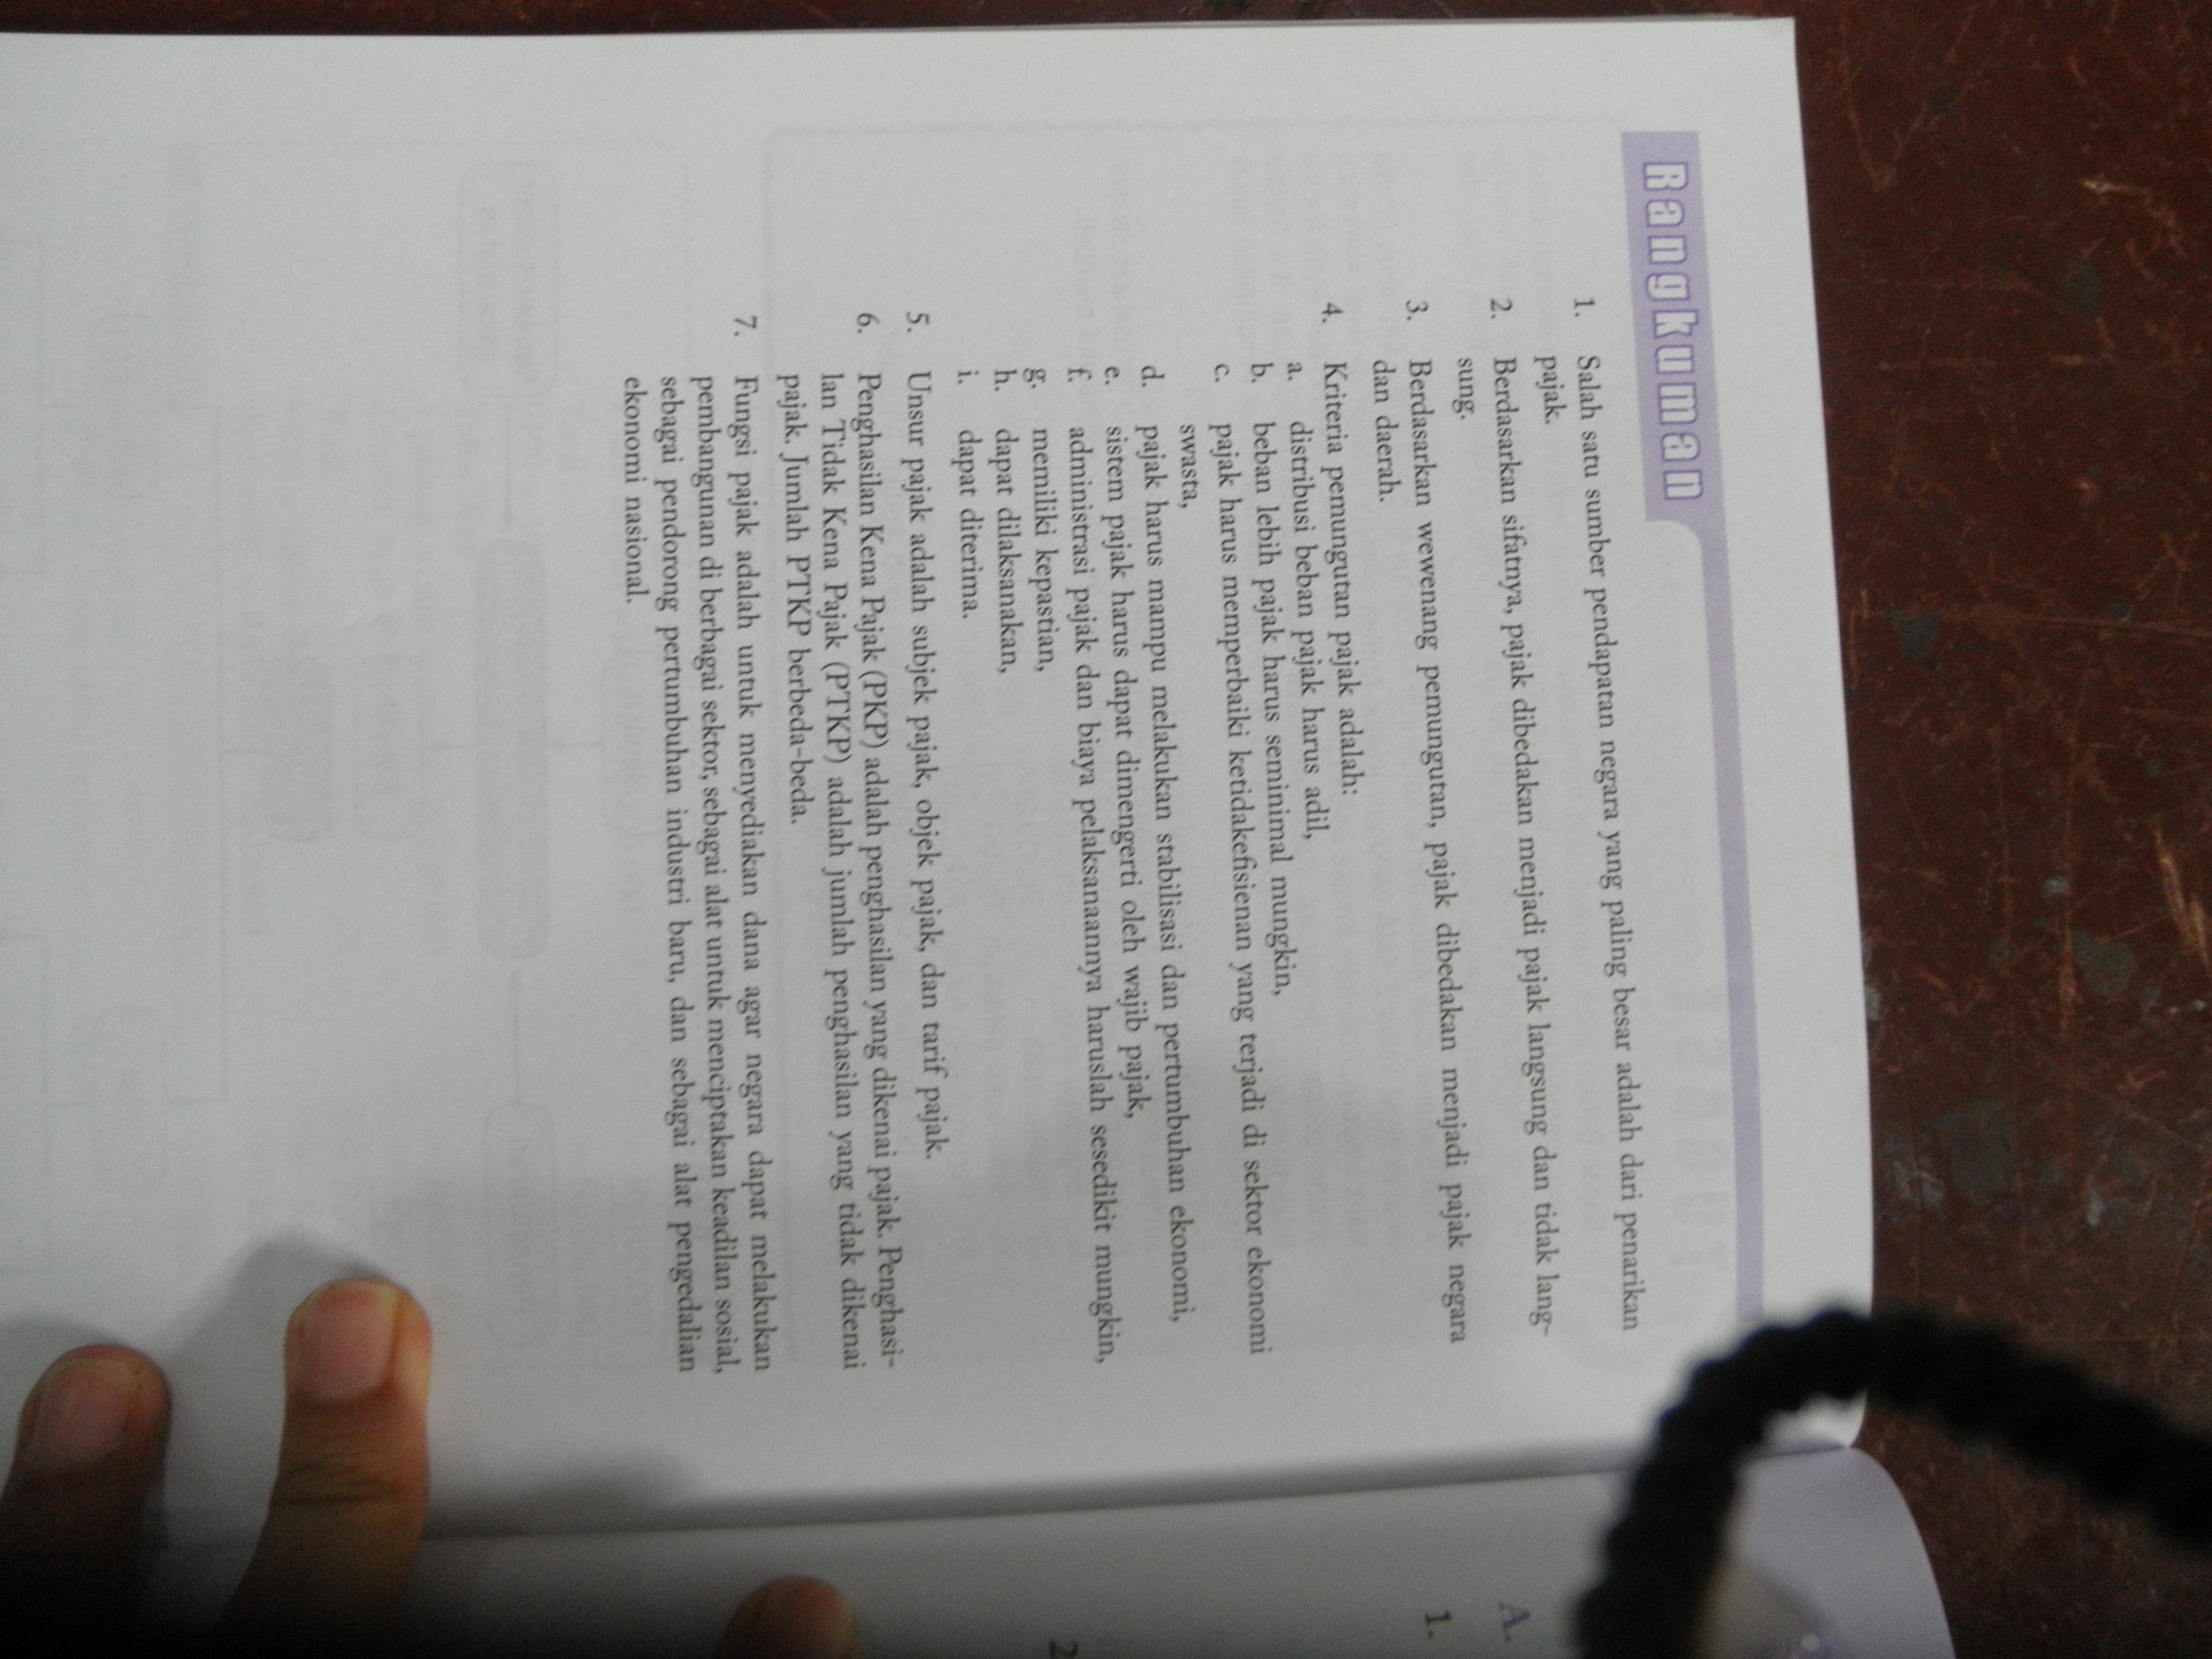 Rangkuman
1. Salah satu sumber pendapatan negara yang paling besar adalah dari penarikan
pajak.
2. Berdasarkan sifatnya, pajak dibedakan menjadi pajak langsung dan tidak lang-
sung.
3. Berdasarkan wewenang pemungutan, pajak dibedakan menjadi pajak negara
dan daerah.
4. Kriteria pemungutan pajak adalah:
a. distribusi beban pajak harus adil,
b. beban lebih pajak harus seminimal mungkin,
c. pajak harus memperbaiki ketidakefisienan yang terjadi di sektor ekonomi
swasta,
d. pajak harus mampu melakukan stabilisasi dan pertumbuhan ekonomi,
e. sistem pajak harus dapat dimengerti oleh wajib pajak,
f. administrasi pajak dan biaya pelaksanaannya haruslah sesedikit mungkin,
g. memiliki kepastian,
h. dapat dilaksanakan,
i. dapat diterima.
5. Unsur pajak adalah subjek pajak, objek pajak, dan tarif pajak.
6. Penghasilan Kena Pajak (PKP) adalah penghasilan yang dikenai pajak. Penghasi-
lan Tidak Kena Pajak (PTKP) adalah jumlah penghasilan yang tidak dikenai
pajak. Jumlah PTKP berbeda-beda.
7. Fungsi pajak adalah untuk menyediakan dana agar negara dapat melakukan
pembangunan di berbagai sektor, sebagai alat untuk menciptakan keadilan sosial,
sebagai pendorong pertumbuhan industri baru, dan sebagai alat pengedalian
ekonomi nasional.
A.
1.
2